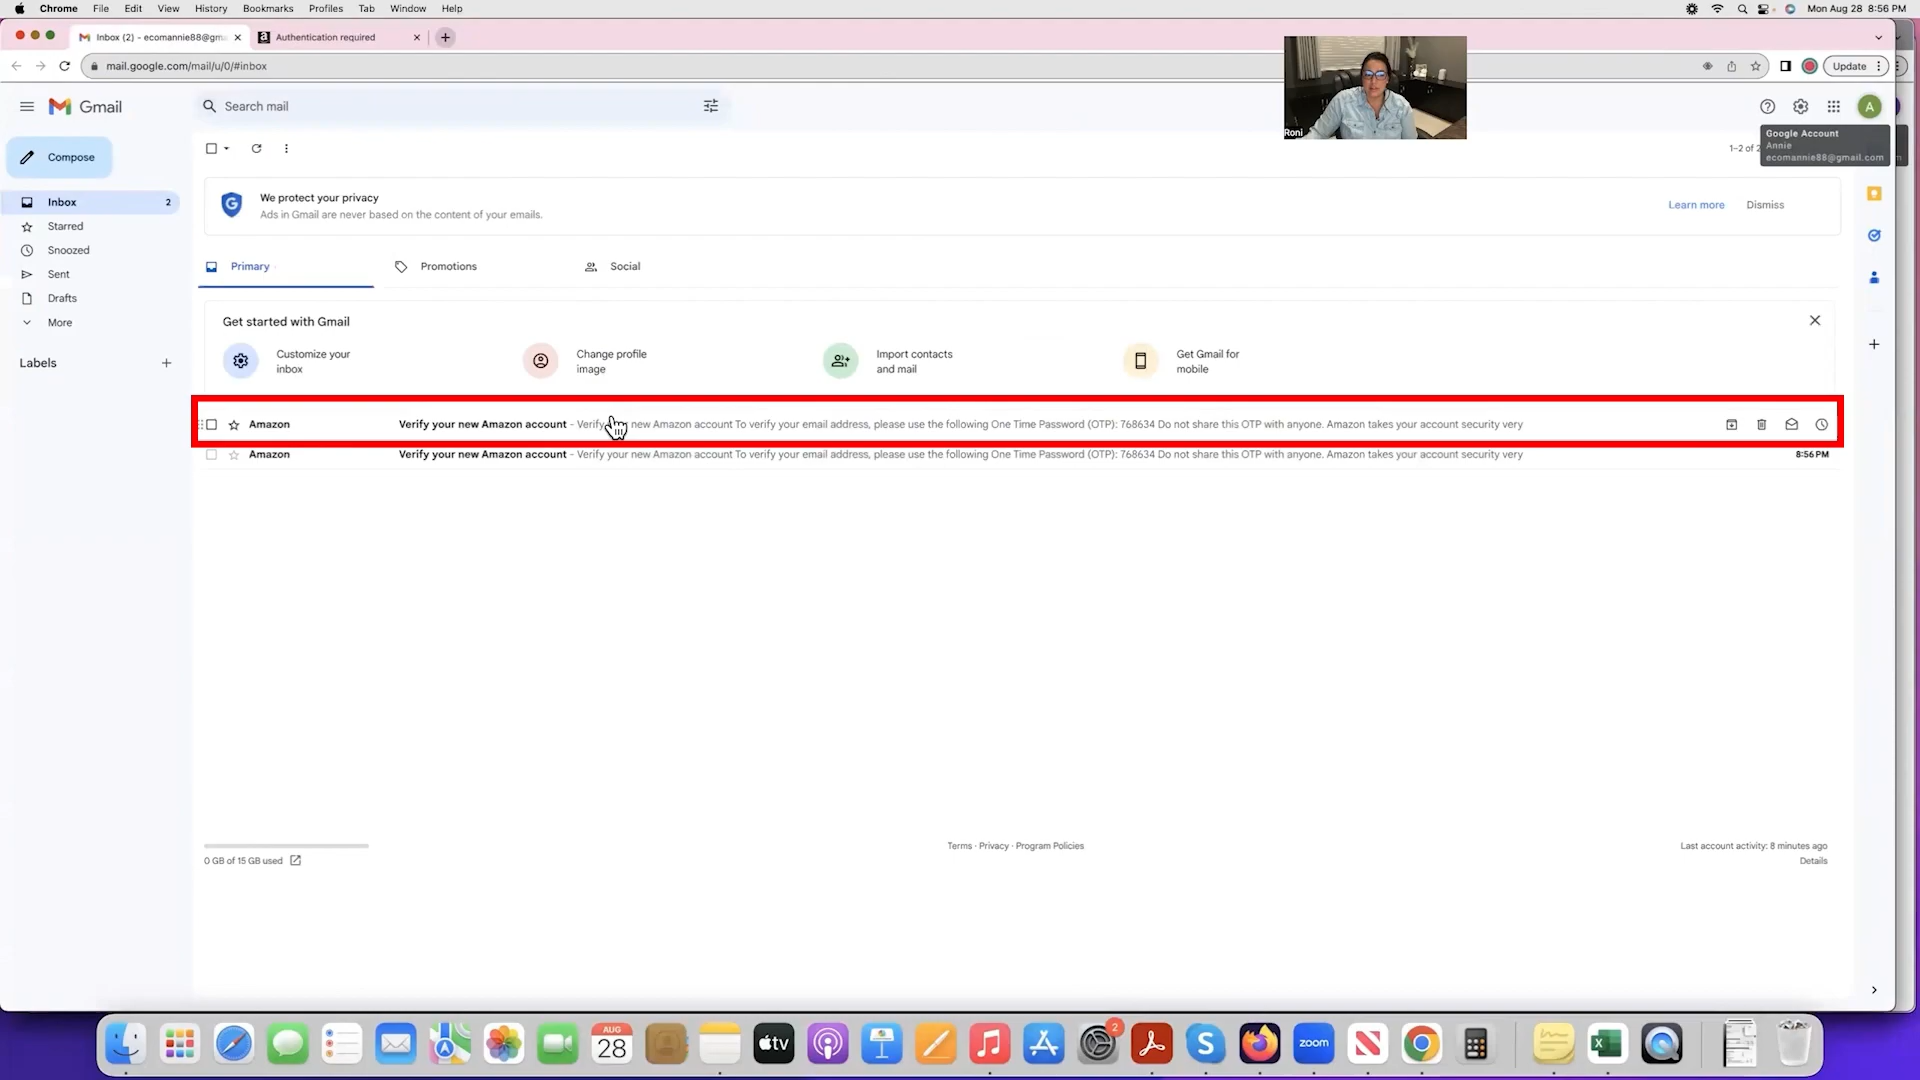 Chrome File Edit View History Bookmarks Profiles Tab Window Help Mon Aug 28 8:56 PM
Inbox (2) - ecomannie88@gm Authentication required
mail.google.com/mail/u/0/#inbox Update
Gmail Search mail A
Roni
Google Account
Annie
ecomannie88@gmail.com
Compose
1–2 of 2
Inbox 2
Starred
Snoozed
Sent
Drafts
More
Labels
We protect your privacy
Ads in Gmail are never based on the content of your emails.
Learn more Dismiss
Primary Promotions Social
Get started with Gmail
Customize your
inbox
Change profile
image
Import contacts
and mail
Get Gmail for
mobile
Amazon Verify your new Amazon account - Verify new Amazon account To verify your email address, please use the following One Time Password (OTP): 768634 Do not share this OTP with anyone. Amazon takes your account security very
Amazon Verify your new Amazon account - Verify your new Amazon account To verify your email address, please use the following One Time Password (OTP): 768634 Do not share this OTP with anyone. Amazon takes your account security very 8:56 PM
0 GB of 15 GB used
Terms · Privacy · Program Policies
Last account activity: 8 minutes ago
Details
AUG
28
tv
2
zoom